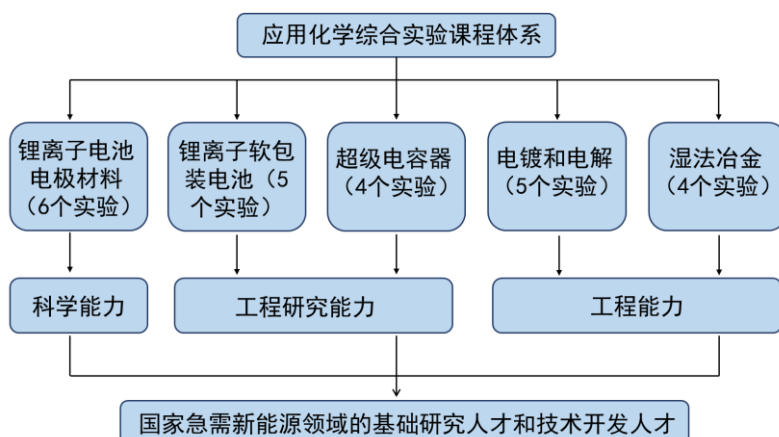 应用化学综合实验课程体系
锂离子电池
电极材料
（6个实验）
锂离子软包
装电池（5
个实验）
超级电容器
（4个实验）
电镀和电解
（5个实验）
湿法冶金
（4个实验）
科学能力
工程研究能力
工程能力
国家急需新能源领域的基础研究人才和技术开发人才